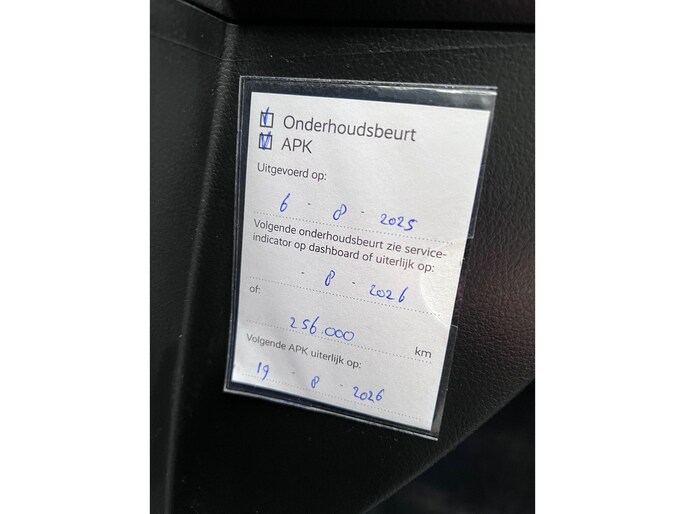 Onderhoudsbeurt
APK
Uitgevoerd op:
6 - 8 - 2025
Volgende onderhoudsbeurt zie service-
indicator op dashboard of uiterlijk op:
- 8 - 2026
of:
256.000 km
Volgende APK uiterlijk op:
19 - 8 - 2026